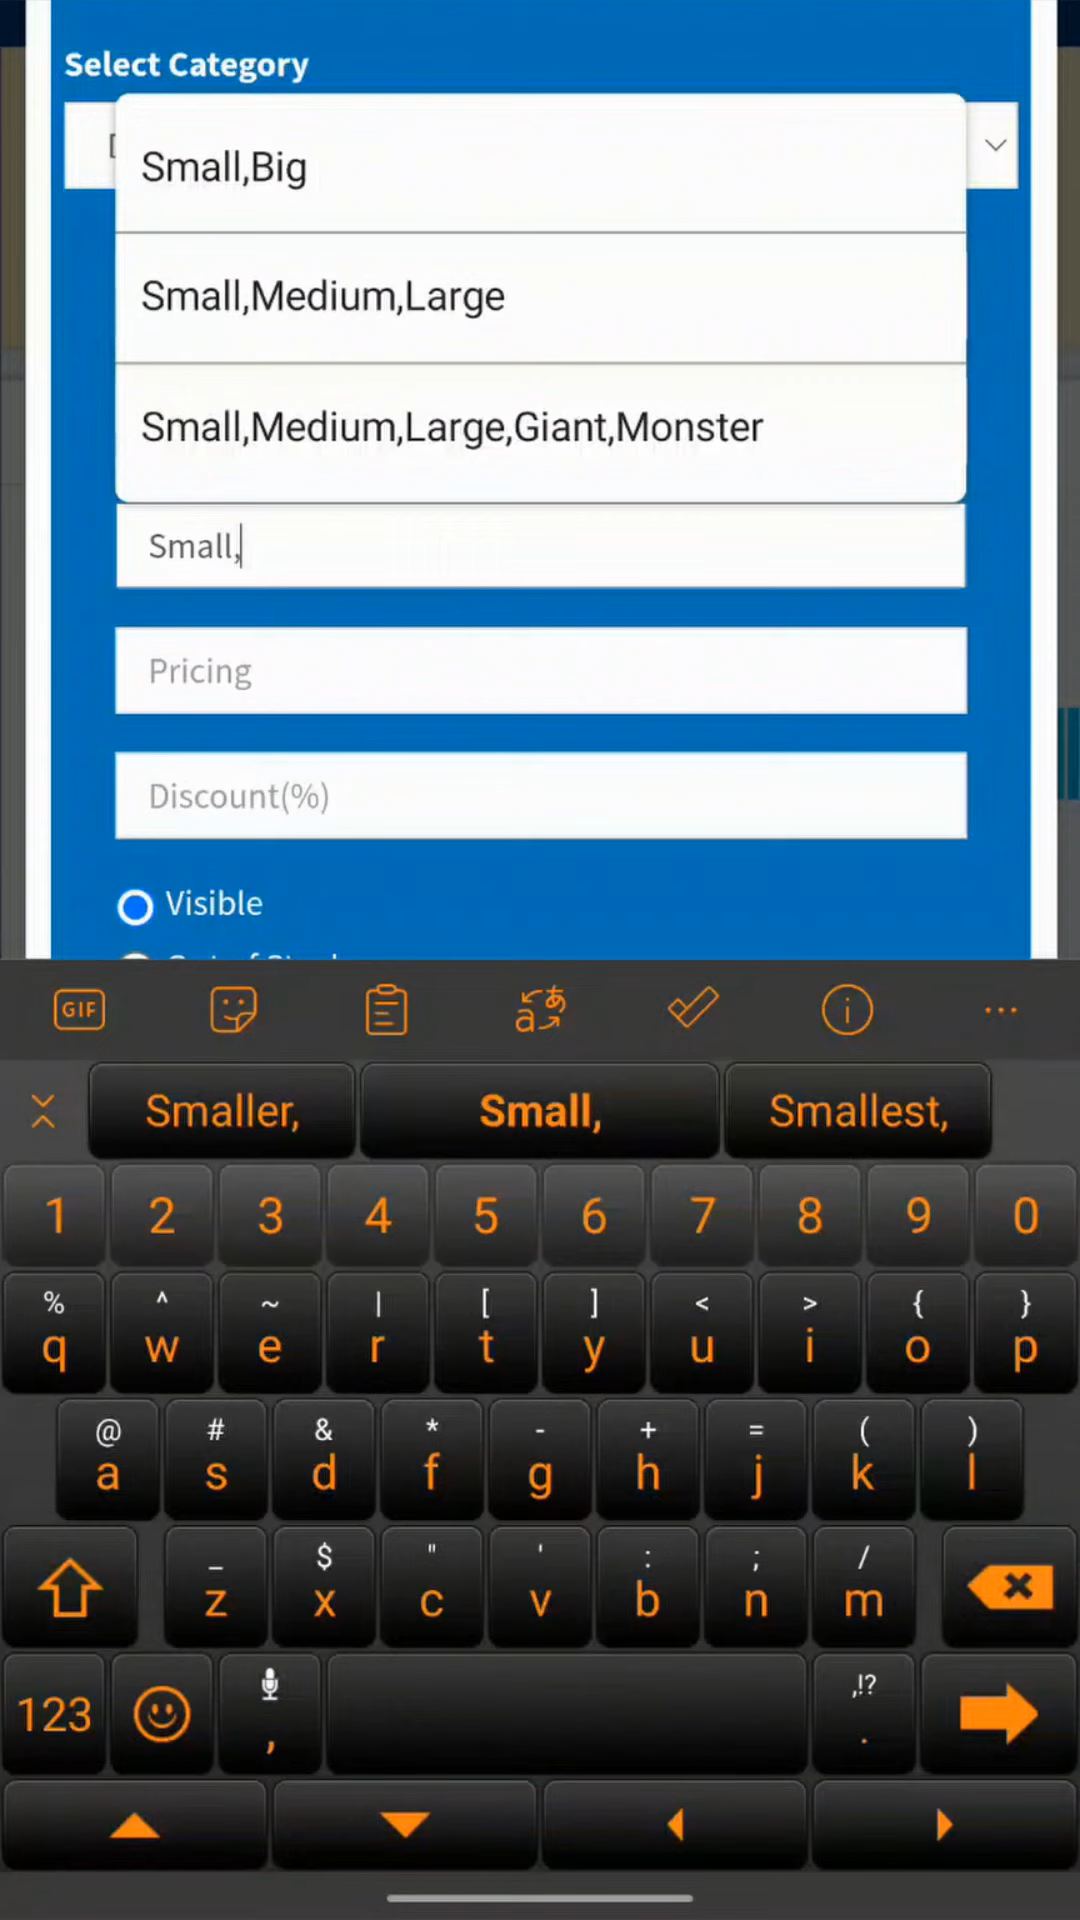 Select Category
Small,Big
Small,Medium,Large
Small,Medium,Large,Giant,Monster
Small,
Pricing
Discount(%)
Visible
GIF
Smaller, Small, Smallest,
1 2 3 4 5 6 7 8 9 0
% ^ ~ | [ ] < > { }
q w e r t y u i o p
@ # & * - + = ( )
a s d f g h j k l
_ $ " ' : ; /
z x c v b n m
123 , ,!? .